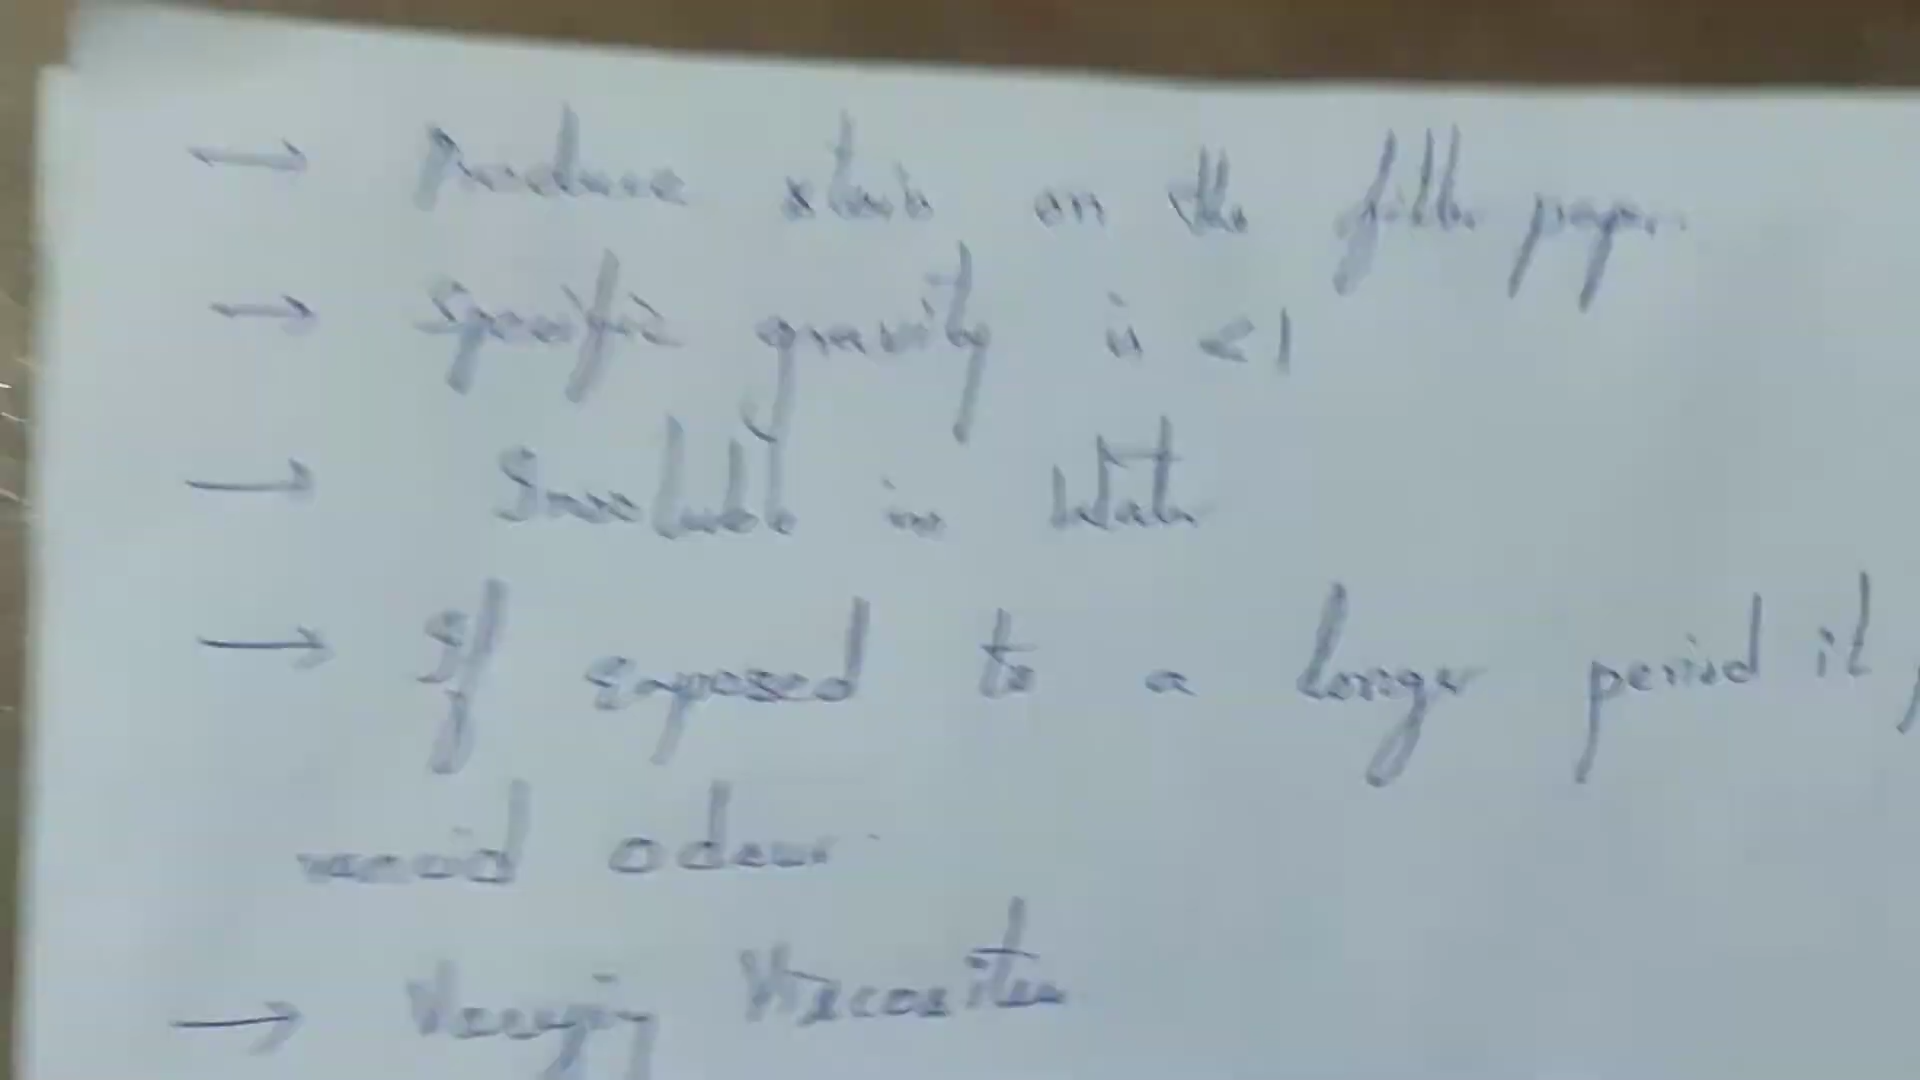 → Produce stain on the filter paper.
→ Specific gravity is <1
→ Insoluble in Water
→ If exposed to a longer period it
rancid odour.
→ Varying Viscosities